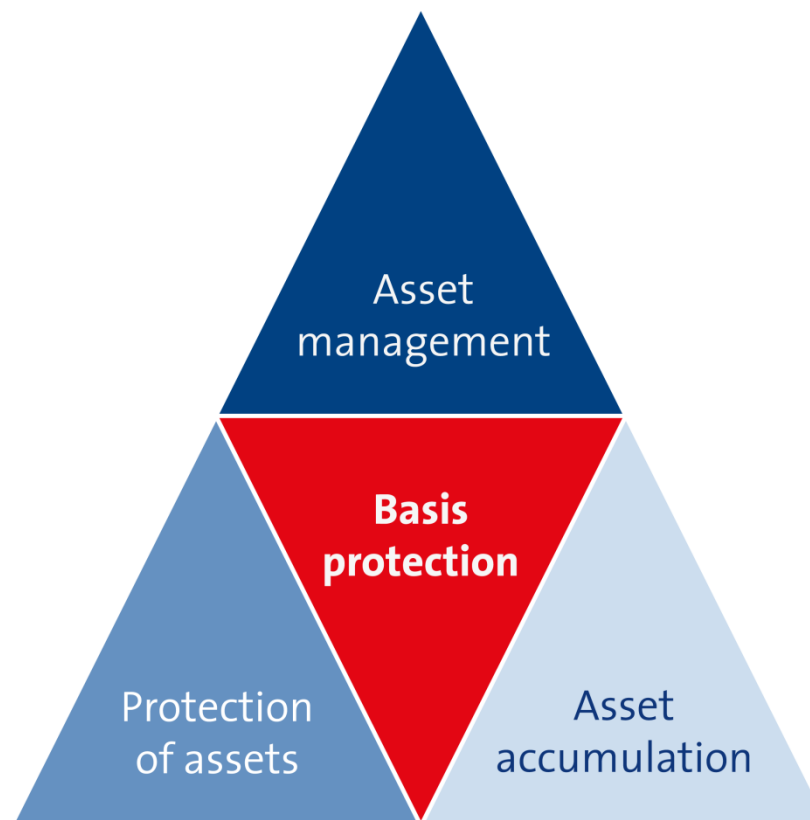 Asset
management
Basis
protection
Protection
of assets
Asset
accumulation